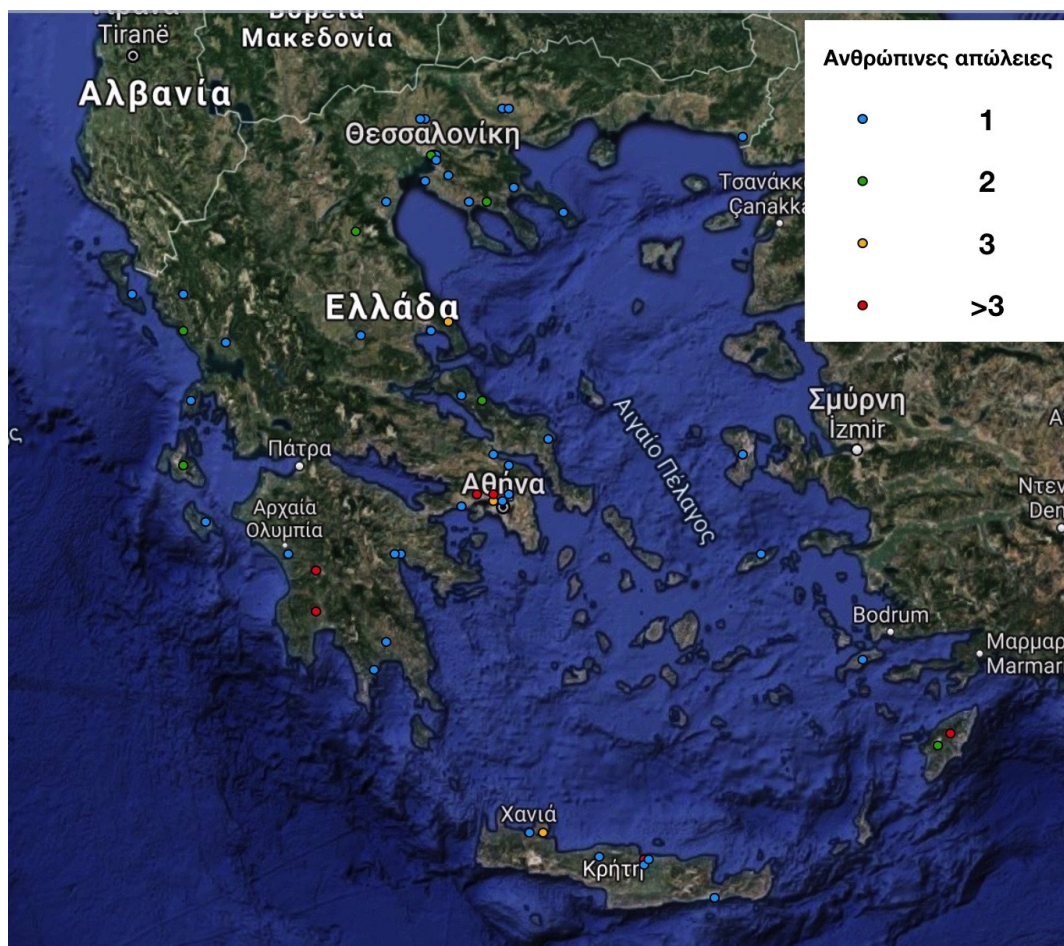 Tiranë
Βόρεια
Μακεδονία
Αλβανία
Θεσσαλονίκη
Ανθρώπινες απώλειες
1
2
3
>3
Τσανάκκ
Çanakka
Ελλάδα
Αιγαίο Πέλαγος
Σμύρνη
İzmir
ς
Πάτρα
Αθήνα
Αρχαία
Ολυμπία
Ντεν
Den
Bodrum
Μαρμαρ
Marmar
Χανιά
Κρήτη